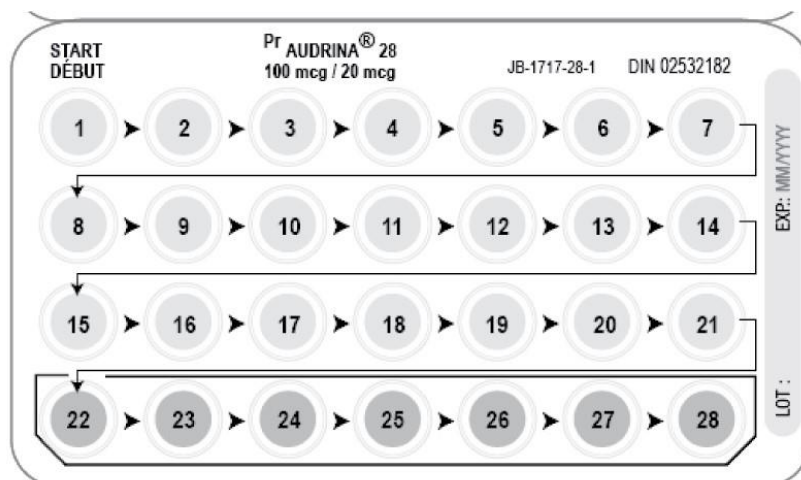 START
DÉBUT
Pr AUDRINA® 28
100 mcg / 20 mcg
JB-1717-28-1
DIN 02532182
1 2 3 4 5 6 7
8 9 10 11 12 13 14
15 16 17 18 19 20 21
22 23 24 25 26 27 28
EXP.: MM/YYYY
LOT :